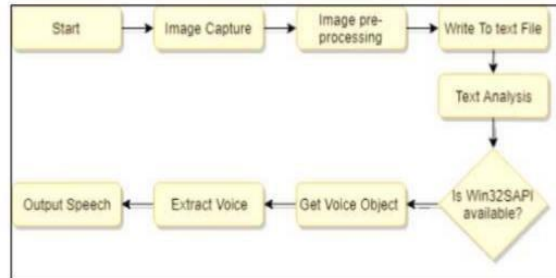 Start
Image Capture
Image pre-
processing
Write To text File
Text Analysis
Is Win32SAPI
available?
Get Voice Object
Extract Voice
Output Speech